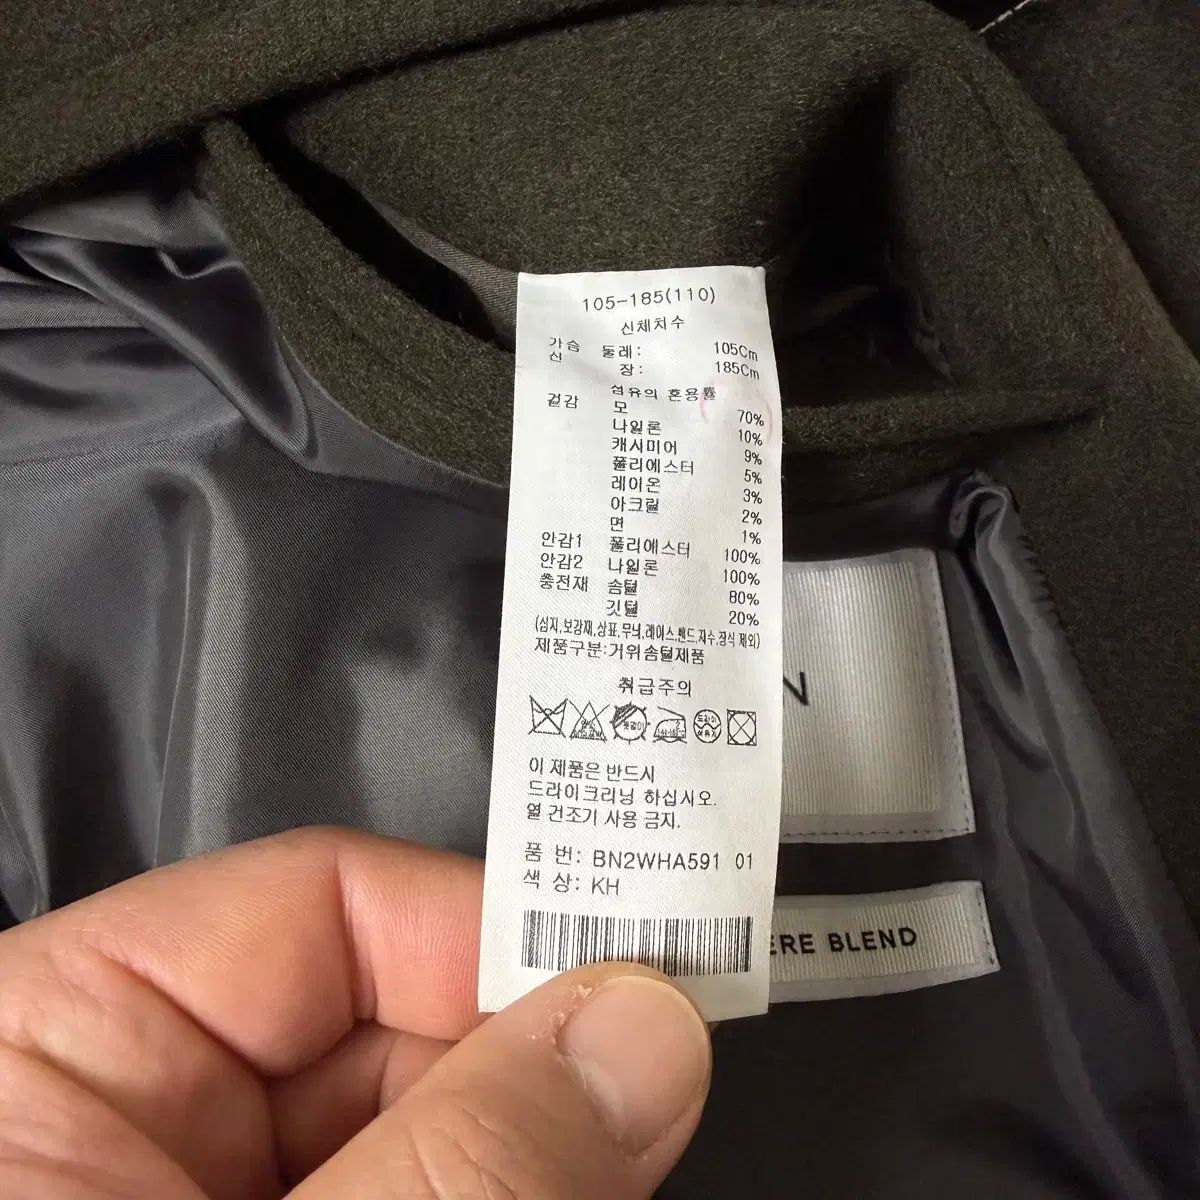 105-185(110)
신체치수
가슴 둘레: 105Cm
신 장: 185Cm
섬유의 혼용률
겉감 모 70%
나일론 10%
캐시미어 9%
폴리에스터 5%
레이온 3%
아크릴 2%
면 1%
안감1 폴리에스터 100%
안감2 나일론 100%
충전재 솜털 80%
깃털 20%
(심지,보강재,상표,무늬,레이스,밴드,자수,장식 제외)
제품구분:거위솜털제품
취급주의
드라이
이 제품은 반드시
드라이크리닝 하십시오.
열 건조기 사용 금지.
품 번: BN2WHA591 01
색 상: KH
N
ERE BLEND